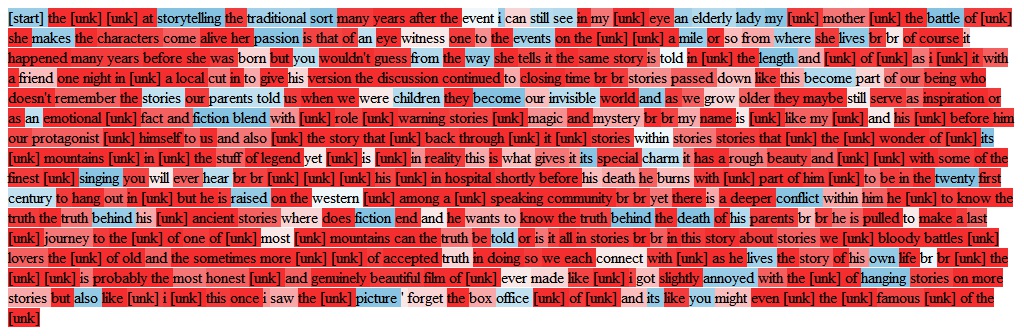 [start] the [unk] [unk] at storytelling the traditional sort many years after the event i can still see in my [unk] eye an elderly lady my [unk] mother [unk] the battle of [unk]
she makes the characters come alive her passion is that of an eye witness one to the events on the [unk] [unk] a mile or so from where she lives br br of course it
happened many years before she was born but you wouldn't guess from the way she tells it the same story is told in [unk] the length and [unk] of [unk] as i [unk] it with
a friend one night in [unk] a local cut in to give his version the discussion continued to closing time br br stories passed down like this become part of our being who
doesn't remember the stories our parents told us when we were children they become our invisible world and as we grow older they maybe still serve as inspiration or
as an emotional [unk] fact and fiction blend with [unk] role [unk] warning stories [unk] magic and mystery br br my name is [unk] like my [unk] and his [unk] before him
our protagonist [unk] himself to us and also [unk] the story that [unk] back through [unk] it [unk] stories within stories stories that [unk] the [unk] wonder of [unk] its
[unk] mountains [unk] in [unk] the stuff of legend yet [unk] is [unk] in reality this is what gives it its special charm it has a rough beauty and [unk] [unk] with some of the
finest [unk] singing you will ever hear br br [unk] [unk] [unk] his [unk] in hospital shortly before his death he burns with [unk] part of him [unk] to be in the twenty first
century to hang out in [unk] but he is raised on the western [unk] among a [unk] speaking community br br yet there is a deeper conflict within him he [unk] to know the
truth the truth behind his [unk] ancient stories where does fiction end and he wants to know the truth behind the death of his parents br br he is pulled to make a last
[unk] journey to the [unk] of one of [unk] most [unk] mountains can the truth be told or is it all in stories br br in this story about stories we [unk] bloody battles [unk]
lovers the [unk] of old and the sometimes more [unk] [unk] of accepted truth in doing so we each connect with [unk] as he lives the story of his own life br br [unk] the
[unk] [unk] is probably the most honest [unk] and genuinely beautiful film of [unk] ever made like [unk] i got slightly annoyed with the [unk] of hanging stories on more
stories but also like [unk] i [unk] this once i saw the [unk] picture ' forget the box office [unk] of [unk] and its like you might even [unk] the [unk] famous [unk] of the
[unk]